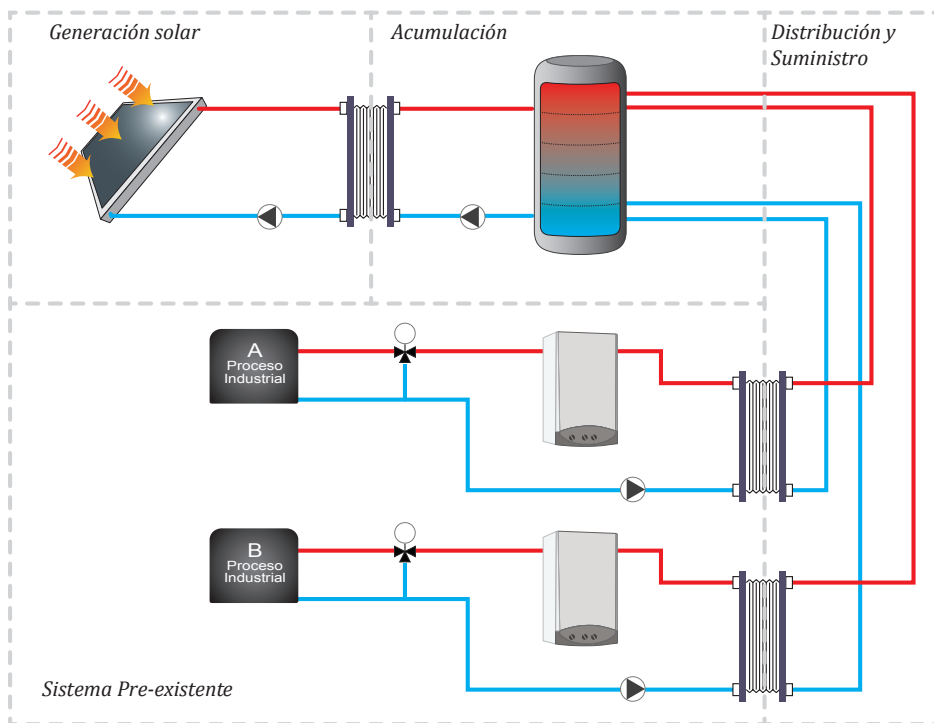 Generación solar
Acumulación
Distribución y
Suministro
A
Proceso
Industrial
B
Proceso
Industrial
Sistema Pre-existente